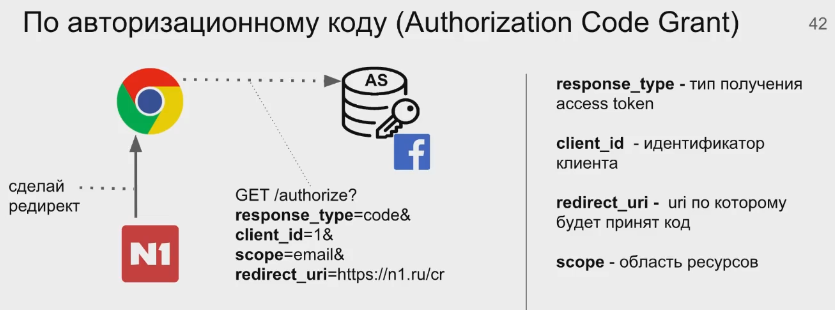 По авторизационному коду (Authorization Code Grant)
42
AS
сделай
редирект
N1
GET /authorize?
response_type=code&
client_id=1&
scope=email&
redirect_uri=https://n1.ru/cr
response_type - тип получения
access token
client_id - идентификатор
клиента
redirect_uri - uri по которому
будет принят код
scope - область ресурсов